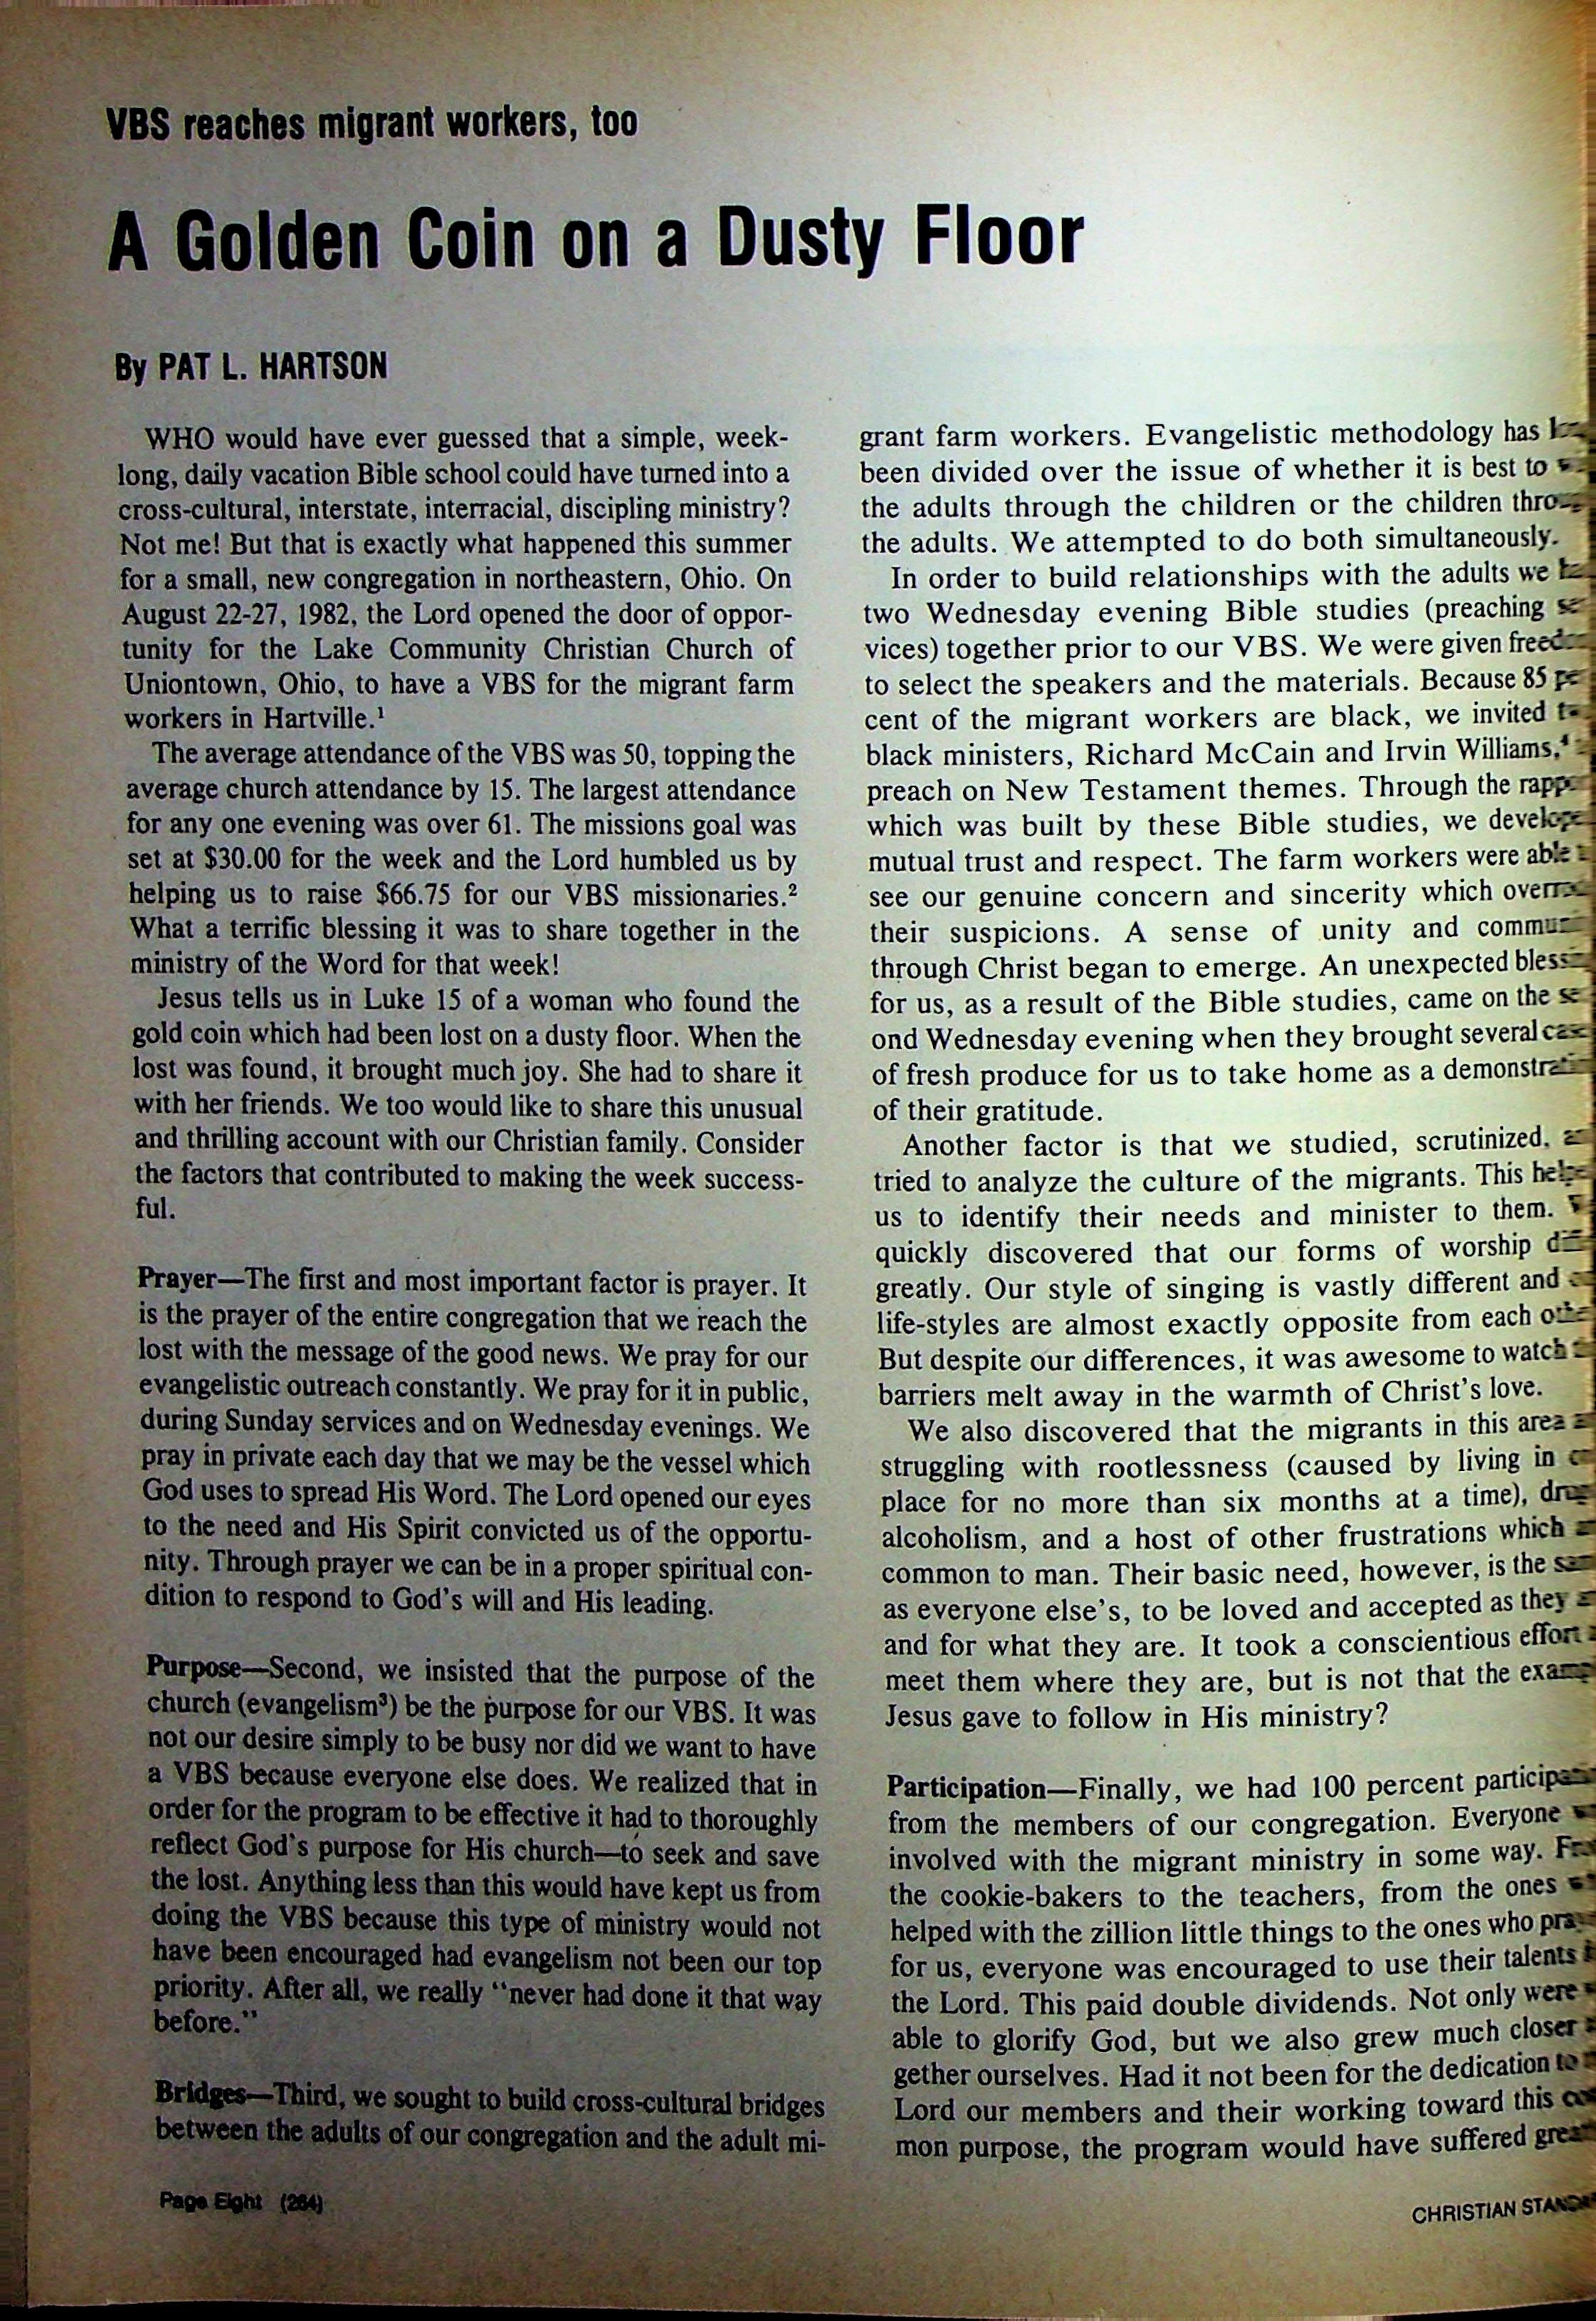 VBS reaches migrant workers, too
A Golden Coin on a Dusty Floor
By PAT L. HARTSON
WHO would have ever guessed that a simple, week-
long, daily vacation Bible school could have turned into a
cross-cultural, interstate, interracial, discipling ministry?
Not me! But that is exactly what happened this summer
for a small, new congregation in northeastern, Ohio. On
August 22-27, 1982, the Lord opened the door of oppor-
tunity for the Lake Community Christian Church of
Uniontown, Ohio, to have a VBS for the migrant farm
workers in Hartville.¹
The average attendance of the VBS was 50, topping the
average church attendance by 15. The largest attendance
for any one evening was over 61. The missions goal was
set at $30.00 for the week and the Lord humbled us by
helping us to raise $66.75 for our VBS missionaries.²
What a terrific blessing it was to share together in the
ministry of the Word for that week!
Jesus tells us in Luke 15 of a woman who found the
gold coin which had been lost on a dusty floor. When the
lost was found, it brought much joy. She had to share it
with her friends. We too would like to share this unusual
and thrilling account with our Christian family. Consider
the factors that contributed to making the week success-
ful.
Prayer—The first and most important factor is prayer. It
is the prayer of the entire congregation that we reach the
lost with the message of the good news. We pray for our
evangelistic outreach constantly. We pray for it in public,
during Sunday services and on Wednesday evenings. We
pray in private each day that we may be the vessel which
God uses to spread His Word. The Lord opened our eyes
to the need and His Spirit convicted us of the opportu-
nity. Through prayer we can be in a proper spiritual con-
dition to respond to God's will and His leading.
Purpose—Second, we insisted that the purpose of the
church (evangelism³) be the purpose for our VBS. It was
not our desire simply to be busy nor did we want to have
a VBS because everyone else does. We realized that in
order for the program to be effective it had to thoroughly
reflect God's purpose for His church—to seek and save
the lost. Anything less than this would have kept us from
doing the VBS because this type of ministry would not
have been encouraged had evangelism not been our top
priority. After all, we really "never had done it that way
before."
Bridges—Third, we sought to build cross-cultural bridges
between the adults of our congregation and the adult mi-
grant farm workers. Evangelistic methodology has
been divided over the issue of whether it is best to
the adults through the children or the children
the adults. We attempted to do both simultaneously.
In order to build relationships with the adults we
two Wednesday evening Bible studies (preaching
vices) together prior to our VBS. We were given
to select the speakers and the materials. Because 85
cent of the migrant workers are black, we invited
black ministers, Richard McCain and Irvin Williams,⁴
preach on New Testament themes. Through the
which was built by these Bible studies, we
mutual trust and respect. The farm workers were able
see our genuine concern and sincerity which
their suspicions. A sense of unity and
through Christ began to emerge. An unexpected
for us, as a result of the Bible studies, came on the
ond Wednesday evening when they brought several
of fresh produce for us to take home as a
of their gratitude.
Another factor is that we studied, scrutinized,
tried to analyze the culture of the migrants. This
us to identify their needs and minister to them.
quickly discovered that our forms of worship
greatly. Our style of singing is vastly different and
life-styles are almost exactly opposite from each
But despite our differences, it was awesome to watch
barriers melt away in the warmth of Christ's love.
We also discovered that the migrants in this area
struggling with rootlessness (caused by living in
place for no more than six months at a time),
alcoholism, and a host of other frustrations which
common to man. Their basic need, however, is the
as everyone else's, to be loved and accepted as they
and for what they are. It took a conscientious effort
meet them where they are, but is not that the
Jesus gave to follow in His ministry?
Participation—Finally, we had 100 percent
from the members of our congregation. Everyone
involved with the migrant ministry in some way.
the cookie-bakers to the teachers, from the ones
helped with the zillion little things to the ones who
for us, everyone was encouraged to use their talents
the Lord. This paid double dividends. Not only were
able to glorify God, but we also grew much closer
gether ourselves. Had it not been for the dedication to
Lord our members and their working toward this
mon purpose, the program would have suffered
Page Eight (264)
CHRISTIAN